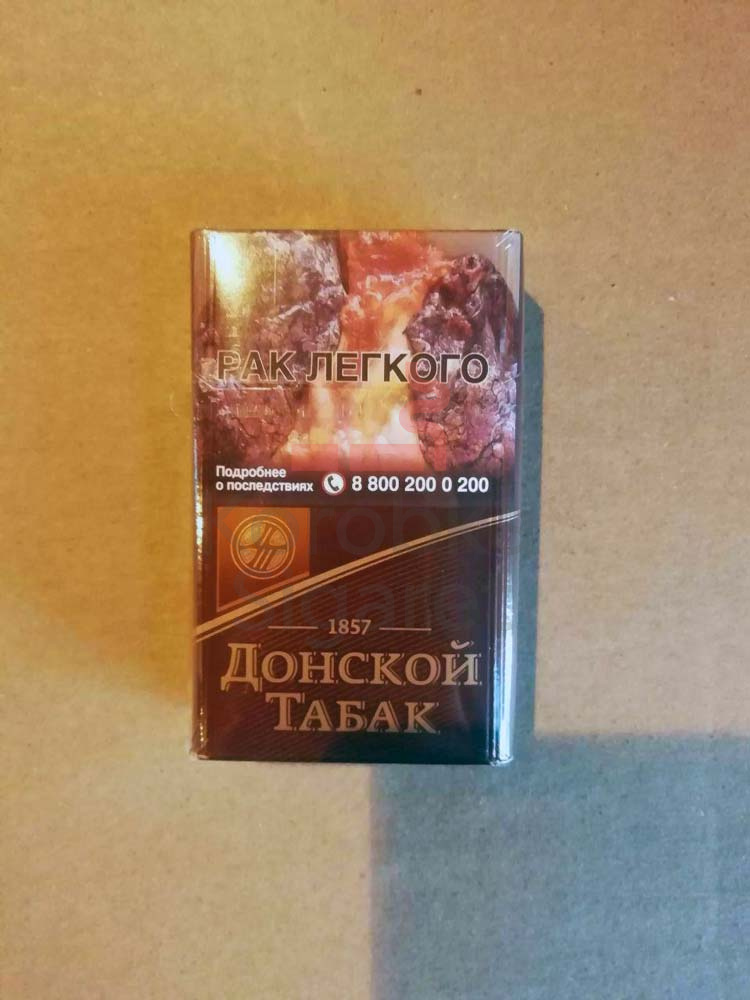 РАК ЛЕГКОГО
Подробнее
о последствиях 8 800 200 0 200
1857
ДОНСКОЙ
ТАБАК